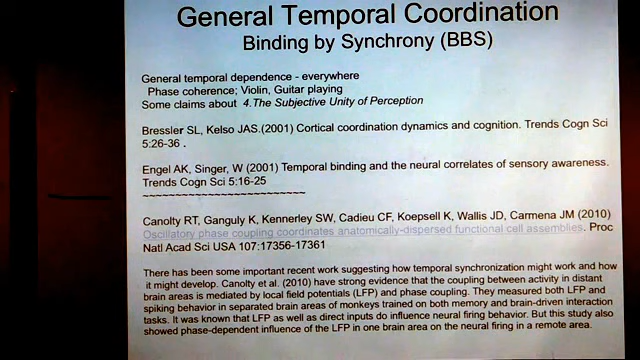 General Temporal Coordination
Binding by Synchrony (BBS)
General temporal dependence - everywhere
Phase coherence; Violin, Guitar playing
Some claims about 4.The Subjective Unity of Perception
Bressler SL, Kelso JAS.(2001) Cortical coordination dynamics and cognition. Trends Cogn Sci
5:26-36 .
Engel AK, Singer, W (2001) Temporal binding and the neural correlates of sensory awareness.
Trends Cogn Sci 5:16-25
~~~~~~~~~~~~~~~~~~~~~~~~~
Canolty RT, Ganguly K, Kennerley SW, Cadieu CF, Koepsell K, Wallis JD, Carmena JM (2010)
Oscillatory phase coupling coordinates anatomically-dispersed functional cell assemblies. Proc
Natl Acad Sci USA 107:17356-17361
There has been some important recent work suggesting how temporal synchronization might work and how
it might develop. Canolty et al. (2010) have strong evidence that the coupling between activity in distant
brain areas is mediated by local field potentials (LFP) and phase coupling. They measured both LFP and
spiking behavior in separated brain areas of monkeys trained on both memory and brain-driven interaction
tasks. It was known that LFP as well as direct inputs do influence neural firing behavior. But this study also
showed phase-dependent influence of the LFP in one brain area on the neural firing in a remote area.